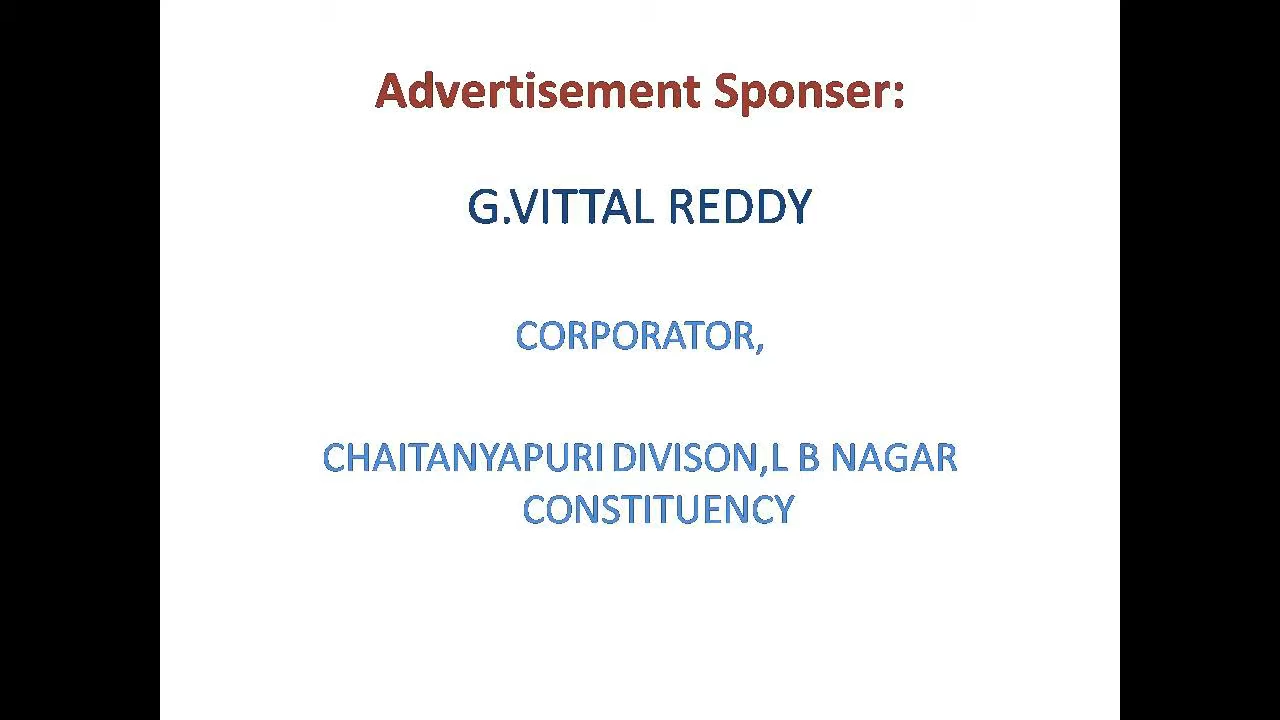 Advertisement Sponser:
G.VITTAL REDDY
CORPORATOR,
CHAITANYAPURI DIVISON,L B NAGAR
CONSTITUENCY